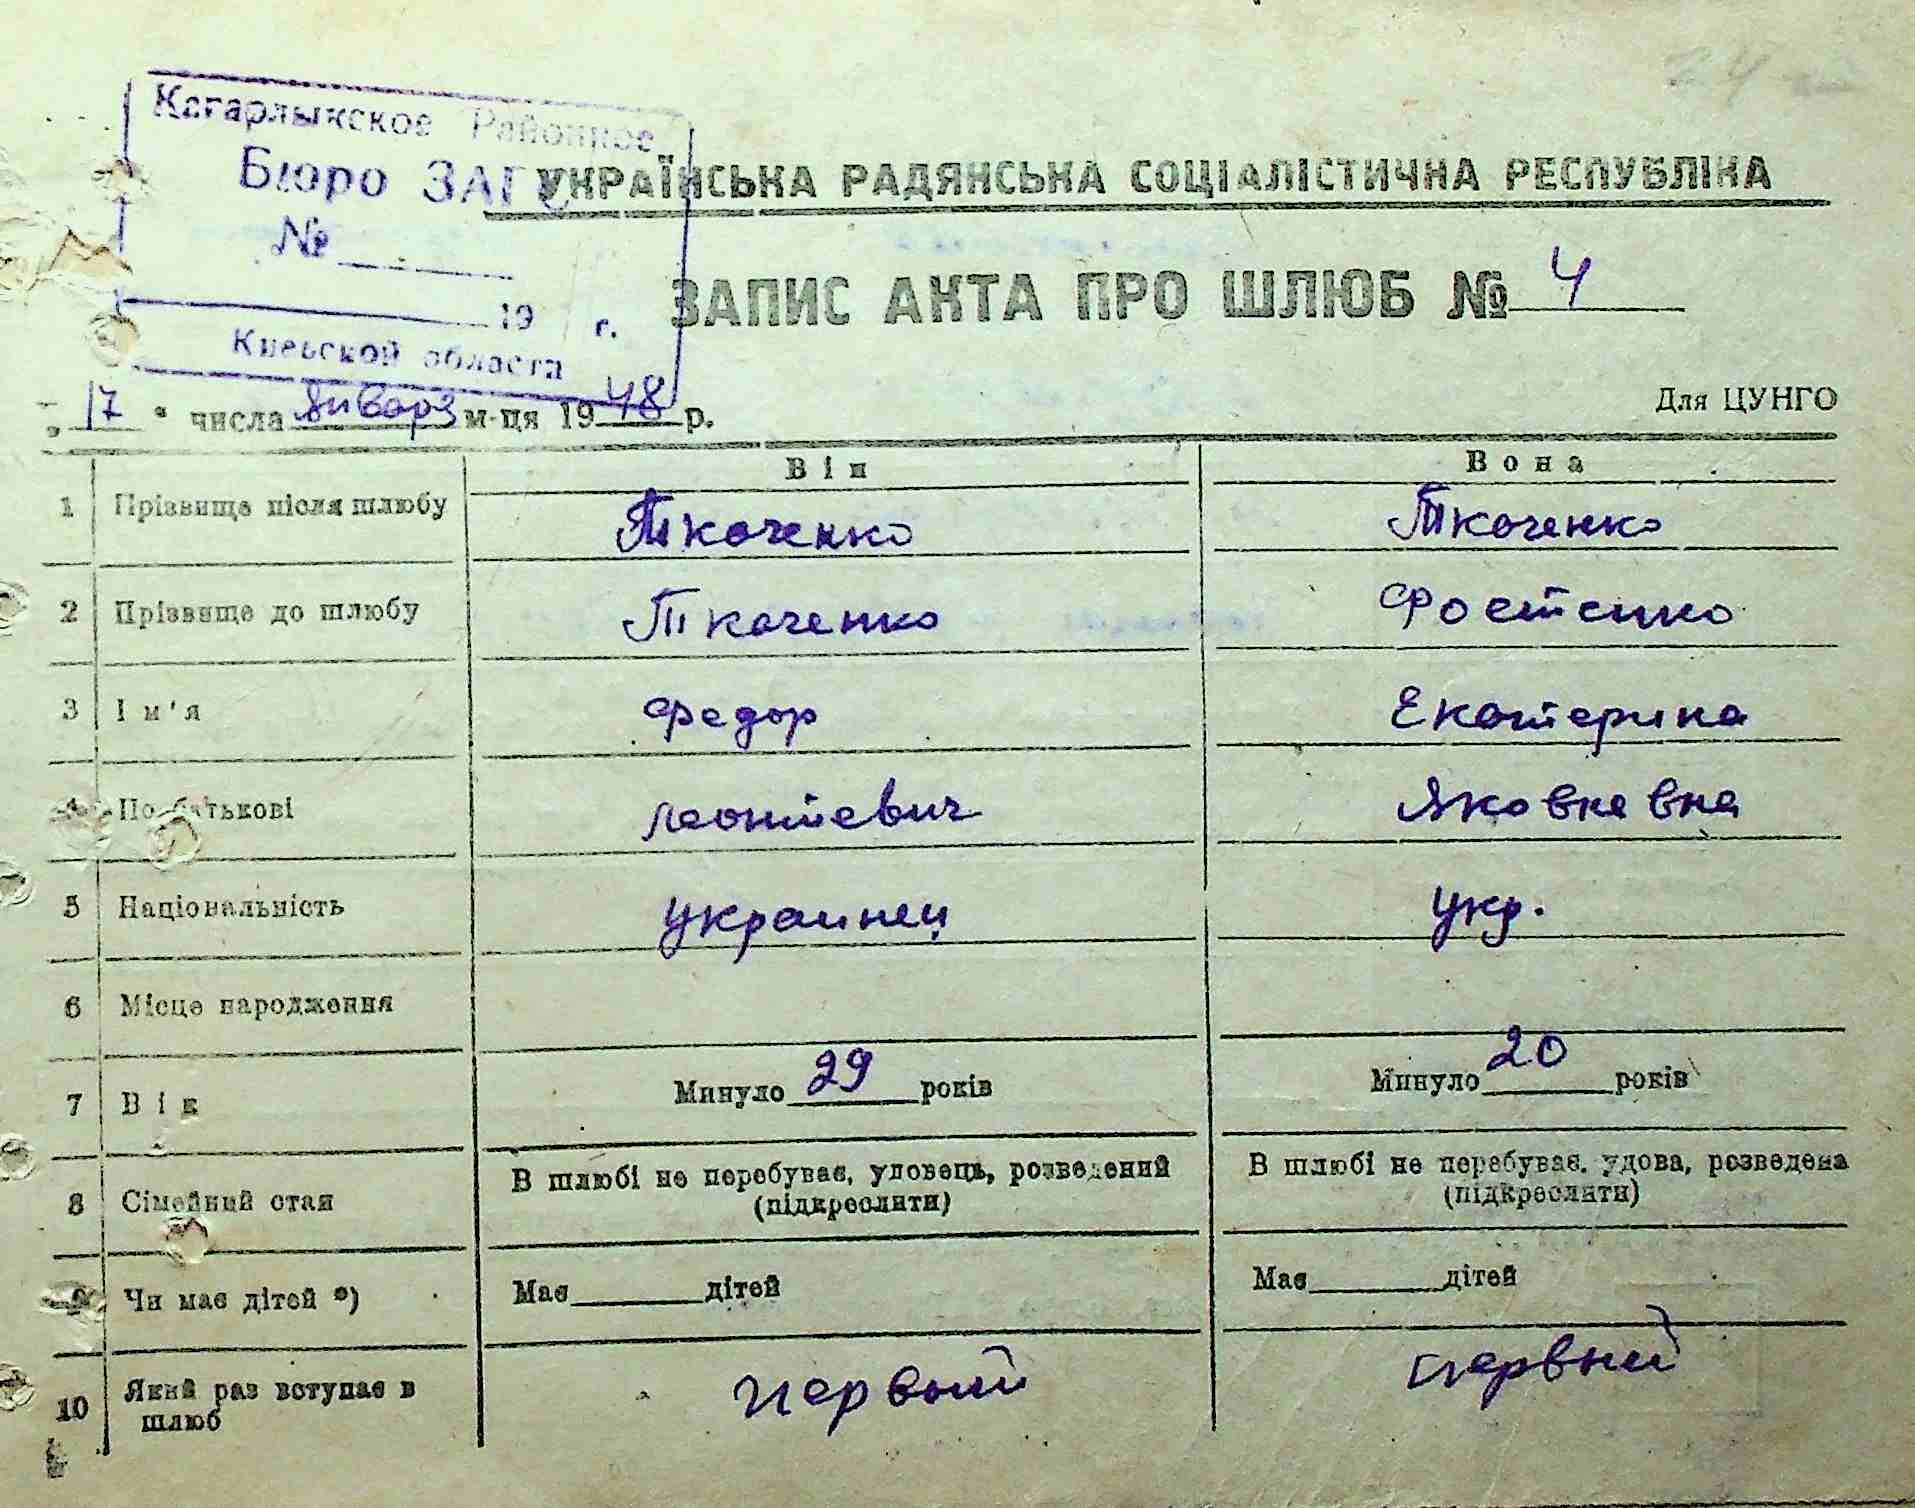 Кагарлыкское Районное
Бюро ЗАГС
№
19 г.
Киевской области
УКРАЇНСЬКА РАДЯНСЬКА СОЦІАЛІСТИЧНА РЕСПУБЛІКА
ЗАПИС АКТА ПРО ШЛЮБ № 4
"17" числа января м-ця 1948 р.
Для ЦУНГО
Він Вона
1 Прізвище після шлюбу Ткаченко Ткаченко
2 Прізвище до шлюбу Ткаченко
3 Ім'я Федор Екатерина
4 По батькові Леонтевич Яковлевна
5 Національність украинец укр.
6 Місце народження
7 Вік Минуло 29 років Минуло 20 років
8 Сімейний стан В шлюбі не перебуває, удовець, розведений (підкреслити) В шлюбі не перебуває, удова, розведена (підкреслити)
9 Чи має дітей *) Має дітей Має дітей
10 Який раз вступає в шлюб первый первый